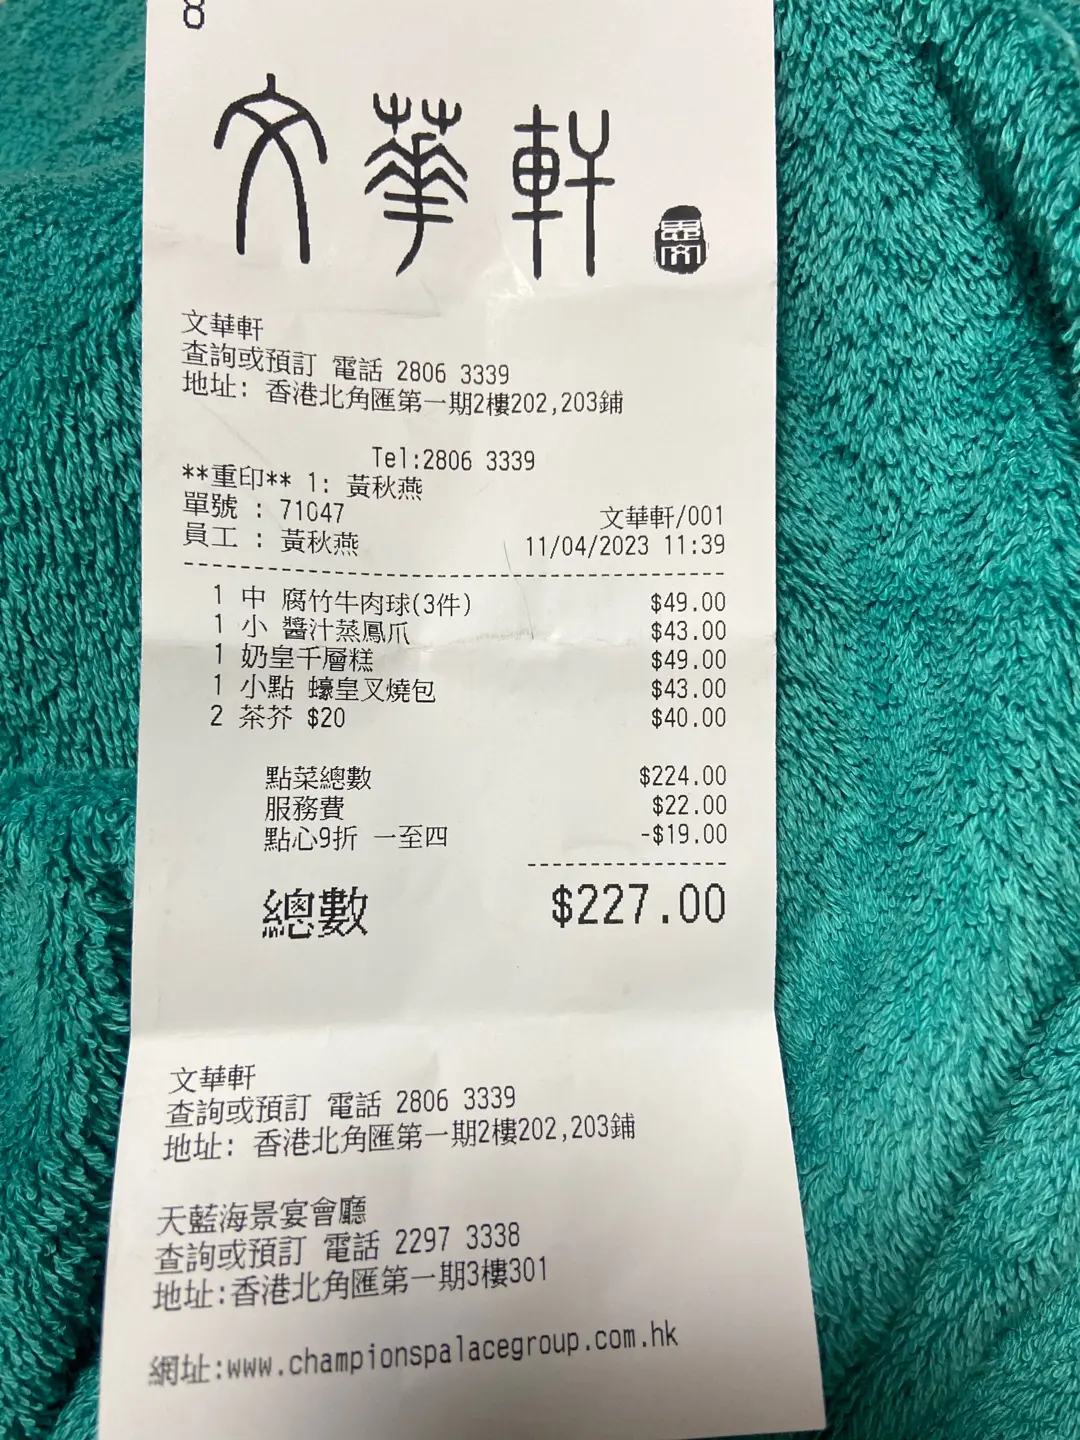 8
文華軒
文華軒
查詢或預訂 電話 2806 3339
地址: 香港北角匯第一期2樓202,203鋪
Tel:2806 3339
**重印** 1: 黃秋燕
單號 : 71047 文華軒/001
員工 : 黃秋燕 11/04/2023 11:39
1 中 腐竹牛肉球(3件) $49.00
1 小 醬汁蒸鳳爪 $43.00
1 奶皇千層糕 $49.00
1 小點 蠔皇叉燒包 $43.00
2 茶芥 $20 $40.00
點菜總數 $224.00
服務費 $22.00
點心9折 一至四 -$19.00
總數 $227.00
文華軒
查詢或預訂 電話 2806 3339
地址: 香港北角匯第一期2樓202,203鋪
天藍海景宴會廳
查詢或預訂 電話 2297 3338
地址:香港北角匯第一期3樓301
網址:www.championspalacegroup.com.hk